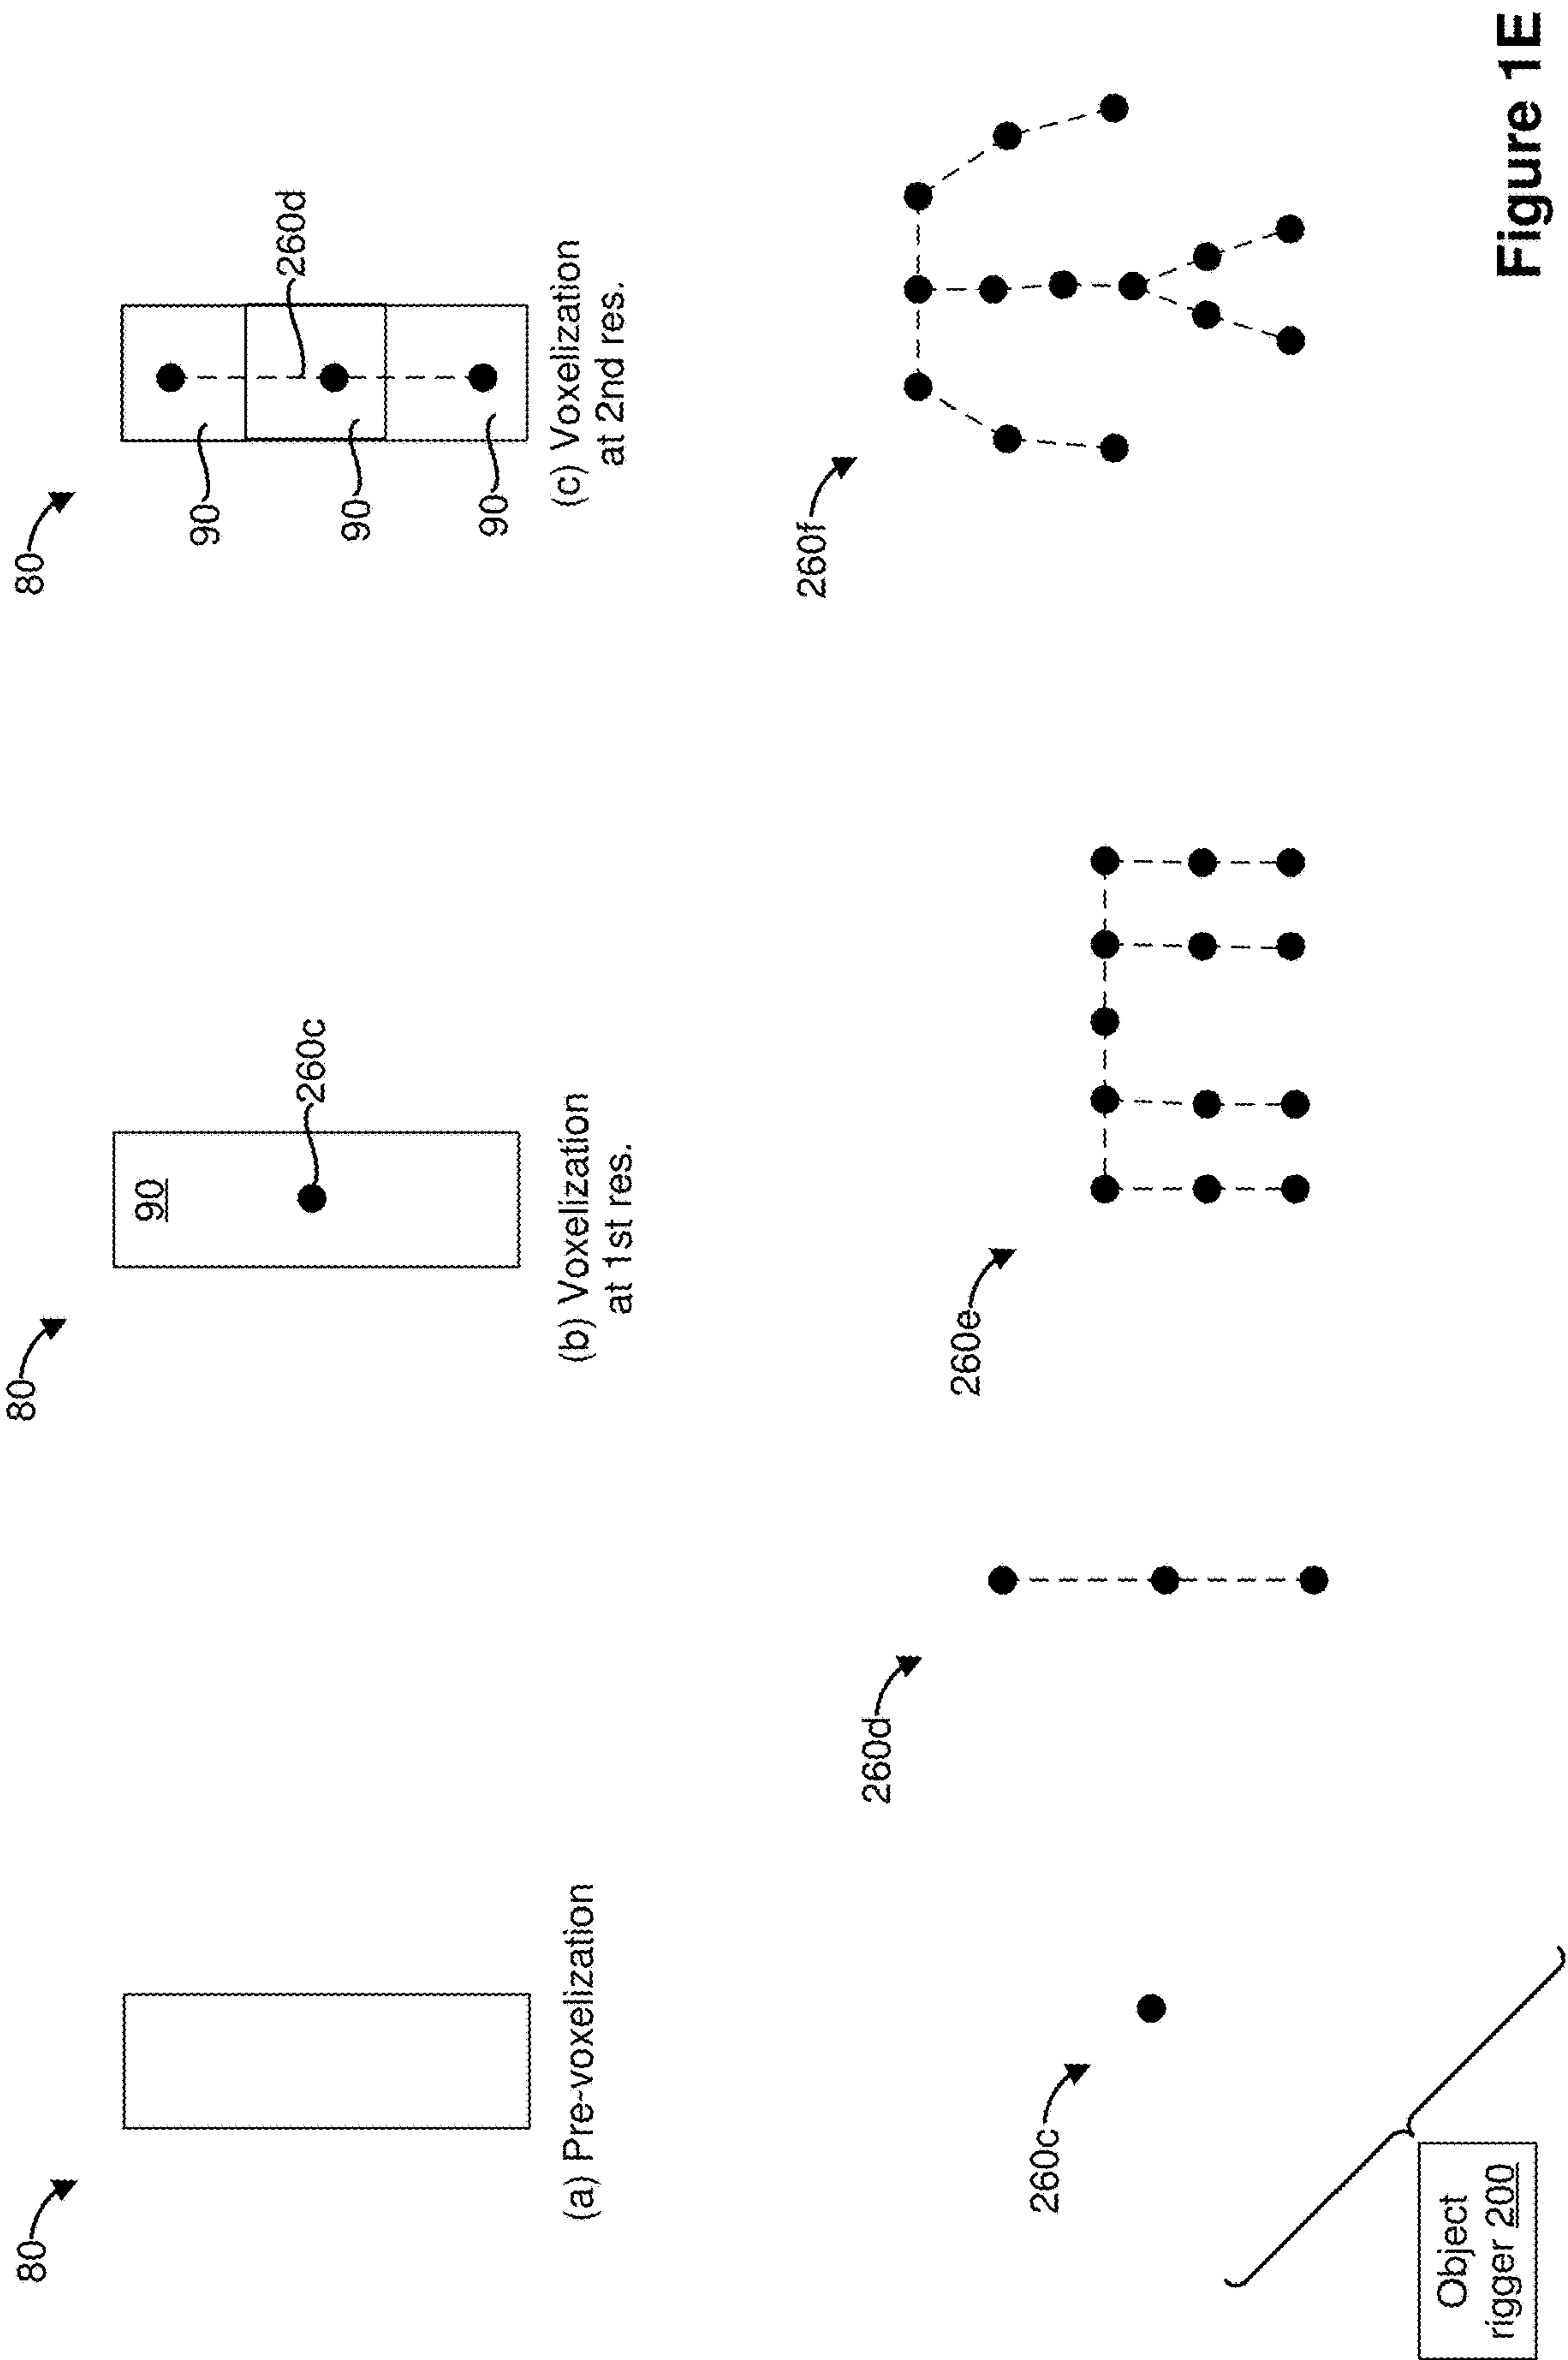 80
80
80
90
260c
90
90
90
260d
(a) Pre-voxelization
(b) Voxelization
at 1st res.
(c) Voxelization
at 2nd res.
260c
260d
260e
260f
Object
rigger 200
Figure 1E